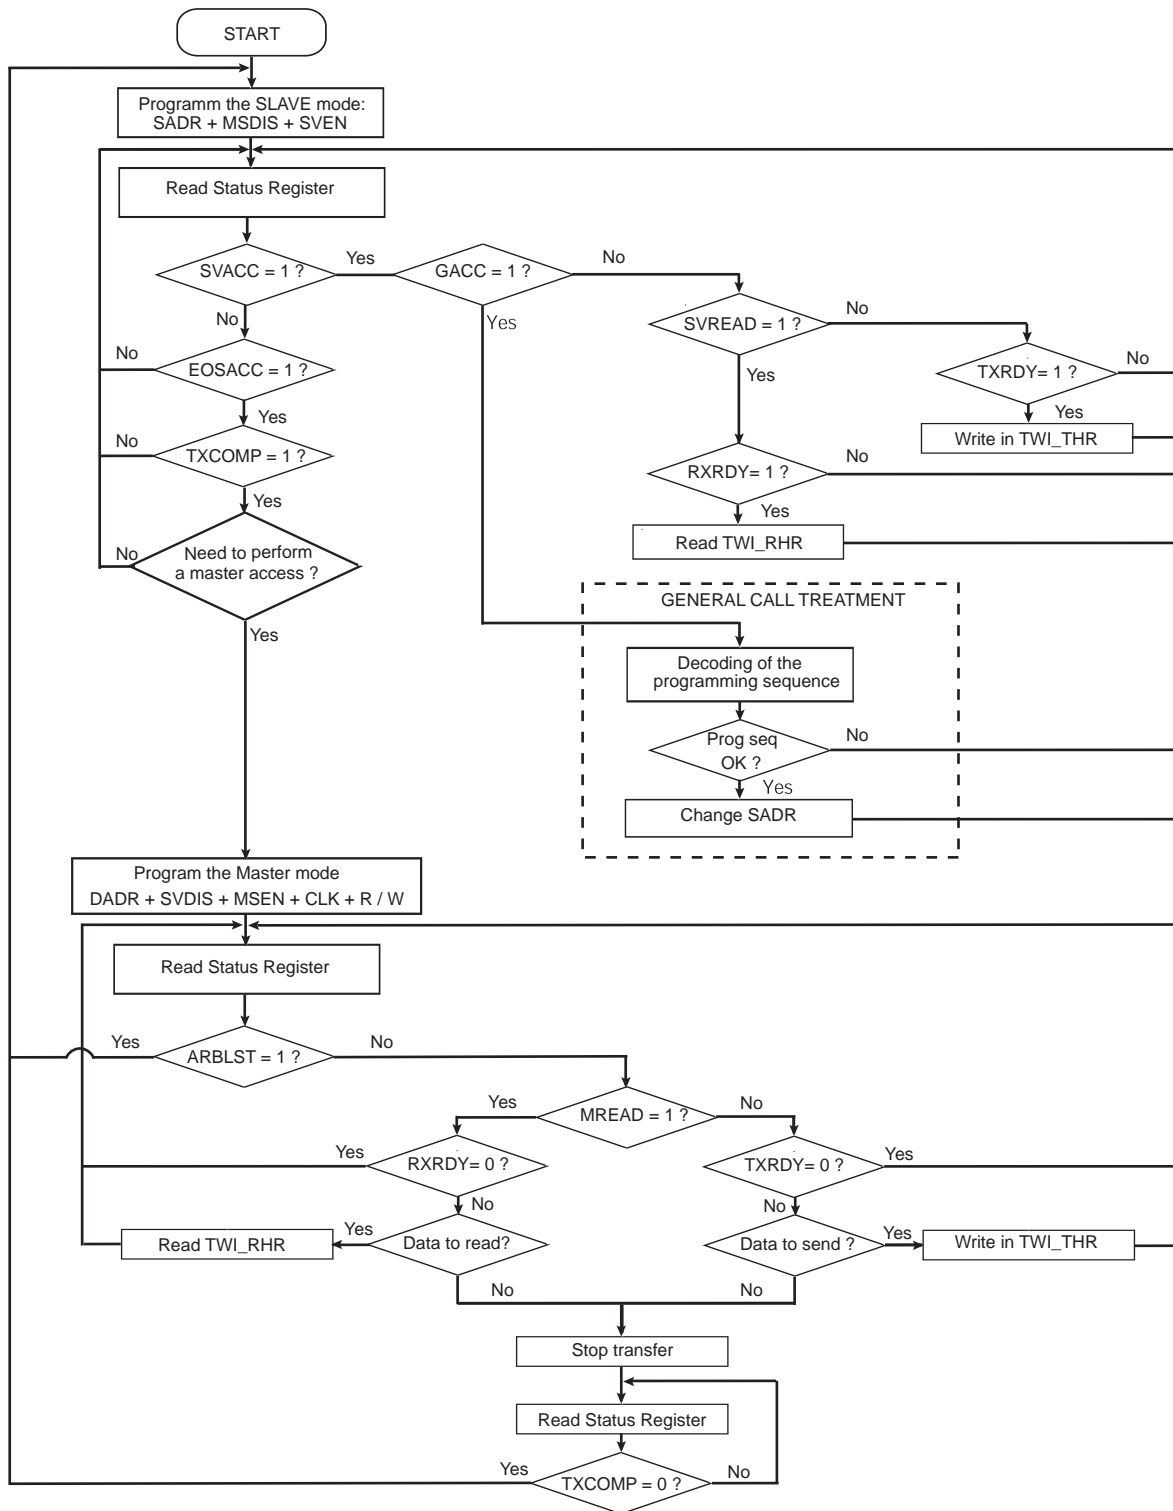 START
Programm the SLAVE mode:
SADR + MSDIS + SVEN
Read Status Register
SVACC = 1 ?
Yes
GACC = 1 ?
No
No
Yes
SVREAD = 1 ?
No
Yes
TXRDY= 1 ?
No
Yes
Write in TWI_THR
No
EOSACC = 1 ?
Yes
No
TXCOMP = 1 ?
Yes
RXRDY= 1 ?
No
Yes
Read TWI_RHR
No
Need to perform
a master access ?
Yes
GENERAL CALL TREATMENT
Decoding of the
programming sequence
Prog seq
OK ?
No
Yes
Change SADR
Program the Master mode
DADR + SVDIS + MSEN + CLK + R / W
Read Status Register
Yes
ARBLST = 1 ?
No
Yes
MREAD = 1 ?
No
Yes
RXRDY= 0 ?
No
TXRDY= 0 ?
Yes
No
Read TWI_RHR
Yes
Data to read?
No
Data to send ?
Yes
Write in TWI_THR
No
Stop transfer
Read Status Register
Yes
TXCOMP = 0 ?
No